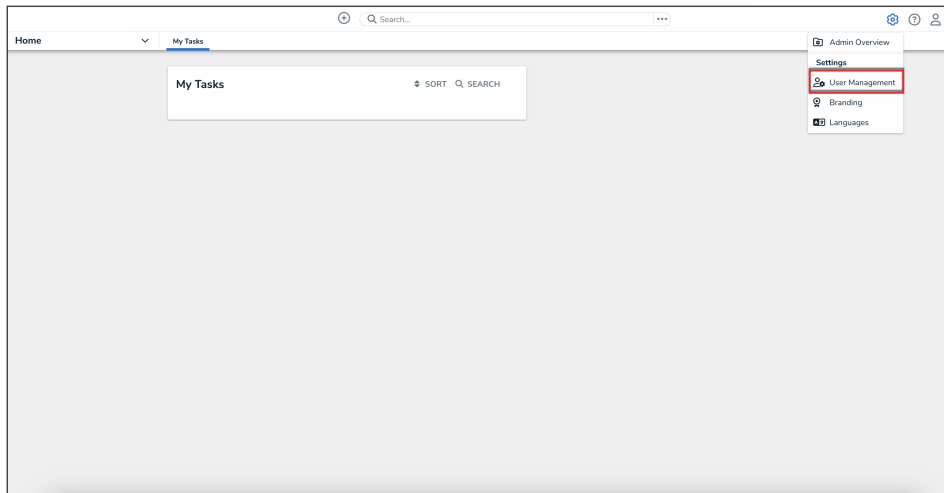 Search...
Home
My Tasks
Admin Overview
Settings
User Management
Branding
Languages
My Tasks
SORT
SEARCH